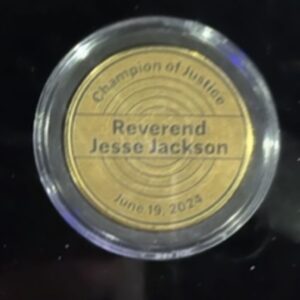 Champion of Justice
Reverend
Jesse Jackson
June 19, 2024